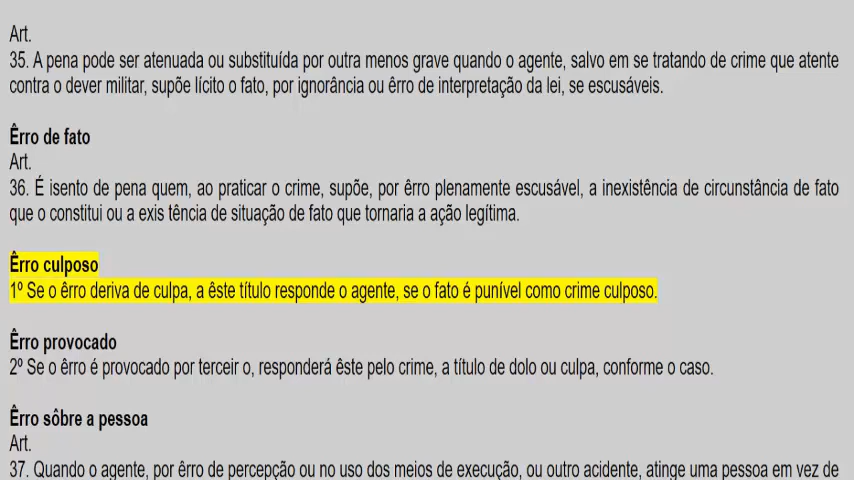 Art.
35. A pena pode ser atenuada ou substituída por outra menos grave quando o agente, salvo em se tratando de crime que atente
contra o dever militar, supõe lícito o fato, por ignorância ou êrro de interpretação da lei, se escusáveis.
Êrro de fato
Art.
36. É isento de pena quem, ao praticar o crime, supõe, por êrro plenamente escusável, a inexistência de circunstância de fato
que o constitui ou a exis tência de situação de fato que tornaria a ação legítima.
Êrro culposo
1º Se o êrro deriva de culpa, a êste título responde o agente, se o fato é punível como crime culposo.
Êrro provocado
2º Se o êrro é provocado por terceir o, responderá êste pelo crime, a título de dolo ou culpa, conforme o caso.
Êrro sôbre a pessoa
Art.
37. Quando o agente, por êrro de percepção ou no uso dos meios de execução, ou outro acidente, atinge uma pessoa em vez de